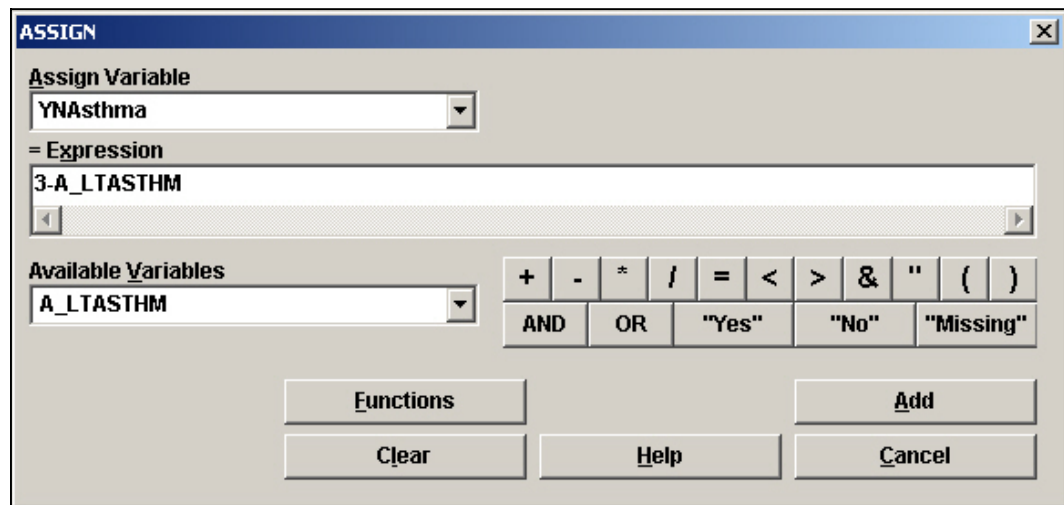 ASSIGN
Assign Variable
YNAsthma
= Expression
3-A_LTASTHM
Available Variables
A_LTASTHM
+ - * / = < > & " ( )
AND OR "Yes" "No" "Missing"
Functions Add
Clear Help Cancel